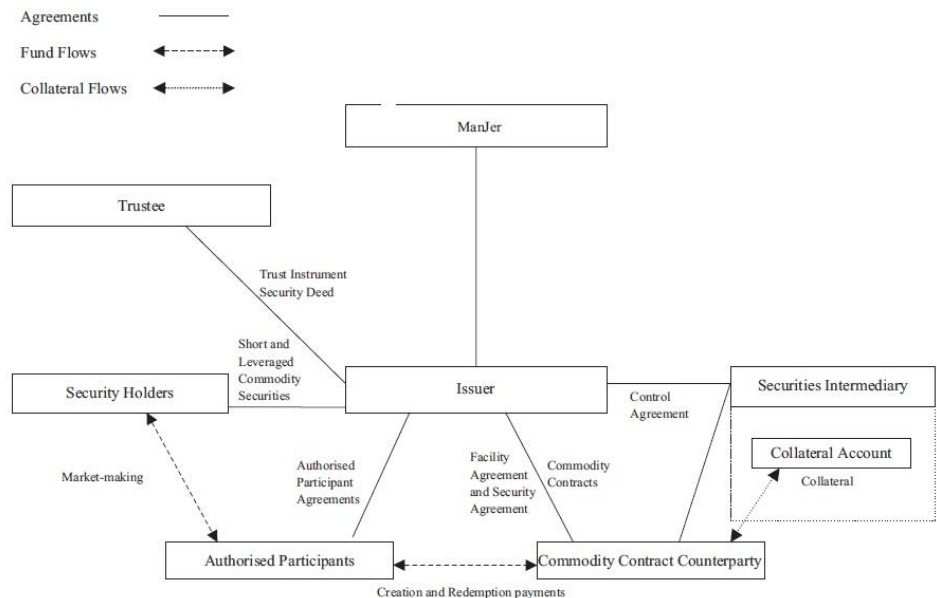 Agreements
Fund Flows
Collateral Flows
ManJer
Trustee
Trust Instrument
Security Deed
Short and
Leveraged
Commodity
Securities
Security Holders
Issuer
Securities Intermediary
Control
Agreement
Collateral Account
Collateral
Market-making
Authorised
Participant
Agreements
Facility
Agreement
and Security
Agreement
Commodity
Contracts
Authorised Participants
Commodity Contract Counterparty
Creation and Redemption payments